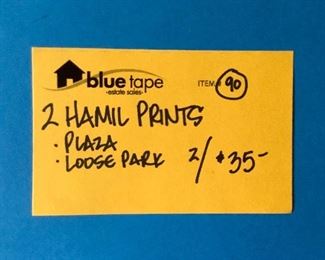 blue tape
-estate sales-
ITEM # 90
2 HAMIL PRINTS
• PLAZA
• LOOSE PARK 2/$35-